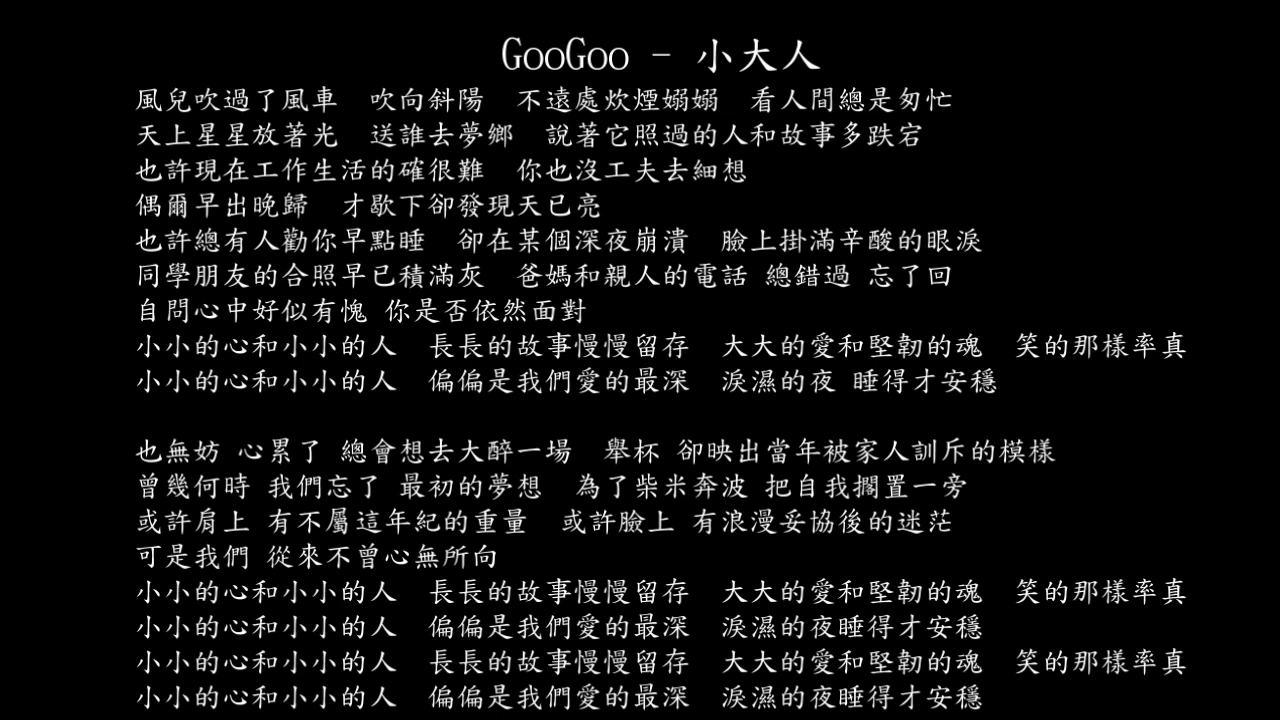 GooGoo - 小大人
風兒吹過了風車 吹向斜陽 不遠處炊煙嫋嫋 看人間總是匆忙
天上星星放著光 送誰去夢鄉 說著它照過的人和故事多跌宕
也許現在工作生活的確很難 你也沒工夫去細想
偶爾早出晚歸 才歇下卻發現天已亮
也許總有人勸你早點睡 卻在某個深夜崩潰 臉上掛滿辛酸的眼淚
同學朋友的合照早已積滿灰 爸媽和親人的電話 總錯過 忘了回
自問心中好似有愧 你是否依然面對
小小的心和小小的人 長長的故事慢慢留存 大大的愛和堅韌的魂 笑的那樣率真
小小的心和小小的人 偏偏是我們愛的最深 淚濕的夜 睡得才安穩
也無妨 心累了 總會想去大醉一場 舉杯 卻映出當年被家人訓斥的模樣
曾幾何時 我們忘了 最初的夢想 為了柴米奔波 把自我擱置一旁
或許肩上 有不屬這年紀的重量 或許臉上 有浪漫妥協後的迷茫
可是我們 從來不曾心無所向
小小的心和小小的人 長長的故事慢慢留存 大大的愛和堅韌的魂 笑的那樣率真
小小的心和小小的人 偏偏是我們愛的最深 淚濕的夜睡得才安穩
小小的心和小小的人 長長的故事慢慢留存 大大的愛和堅韌的魂 笑的那樣率真
小小的心和小小的人 偏偏是我們愛的最深 淚濕的夜睡得才安穩